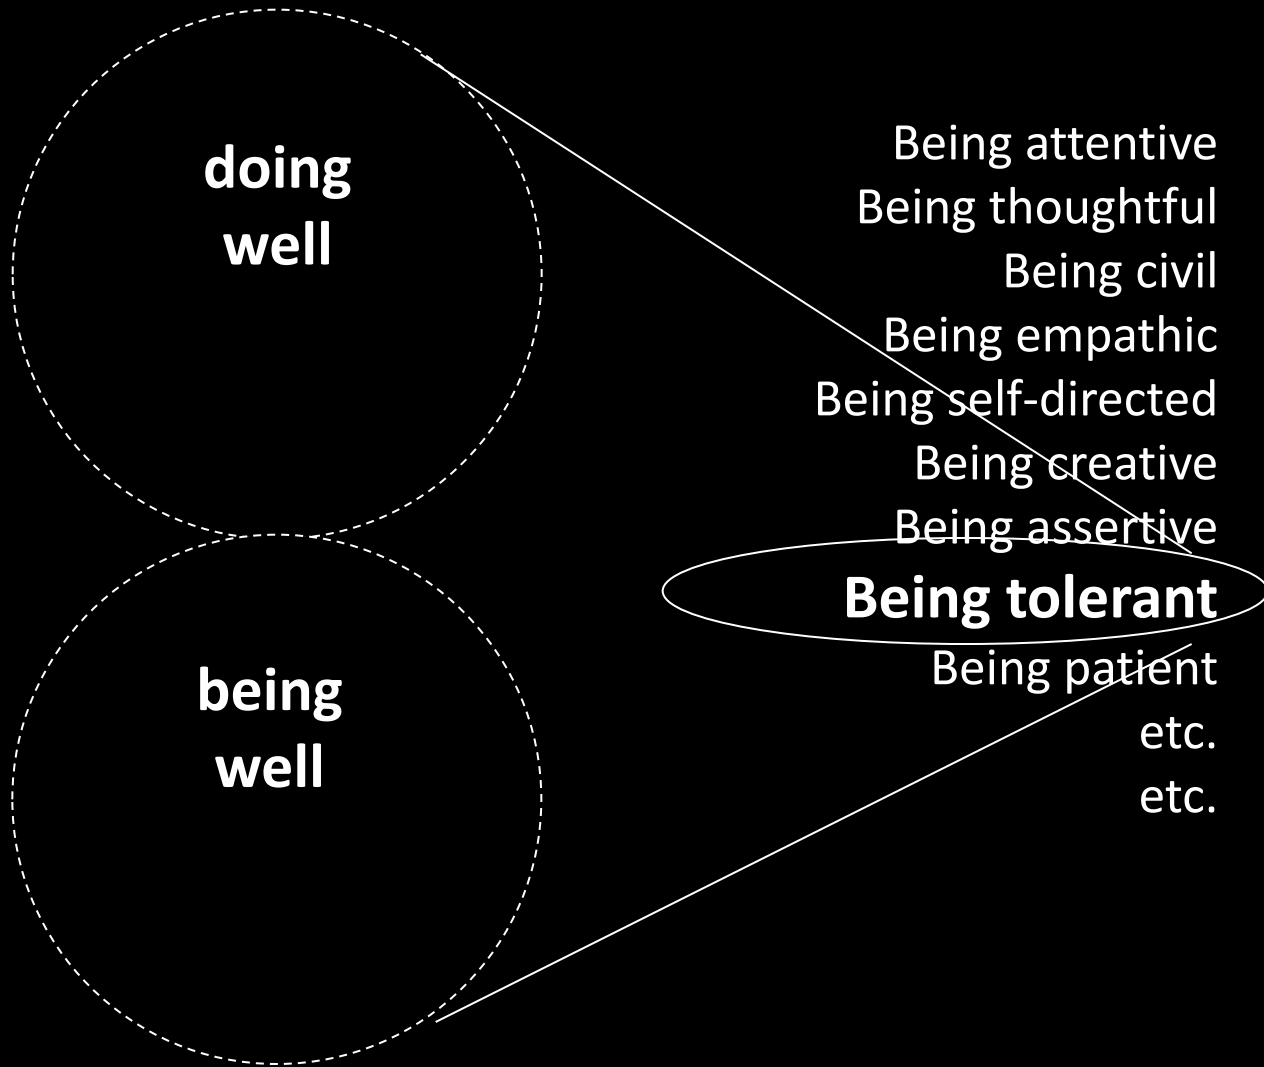 doing
well
being
well
Being attentive
Being thoughtful
Being civil
Being empathic
Being self-directed
Being creative
Being assertive
Being tolerant
Being patient
etc.
etc.